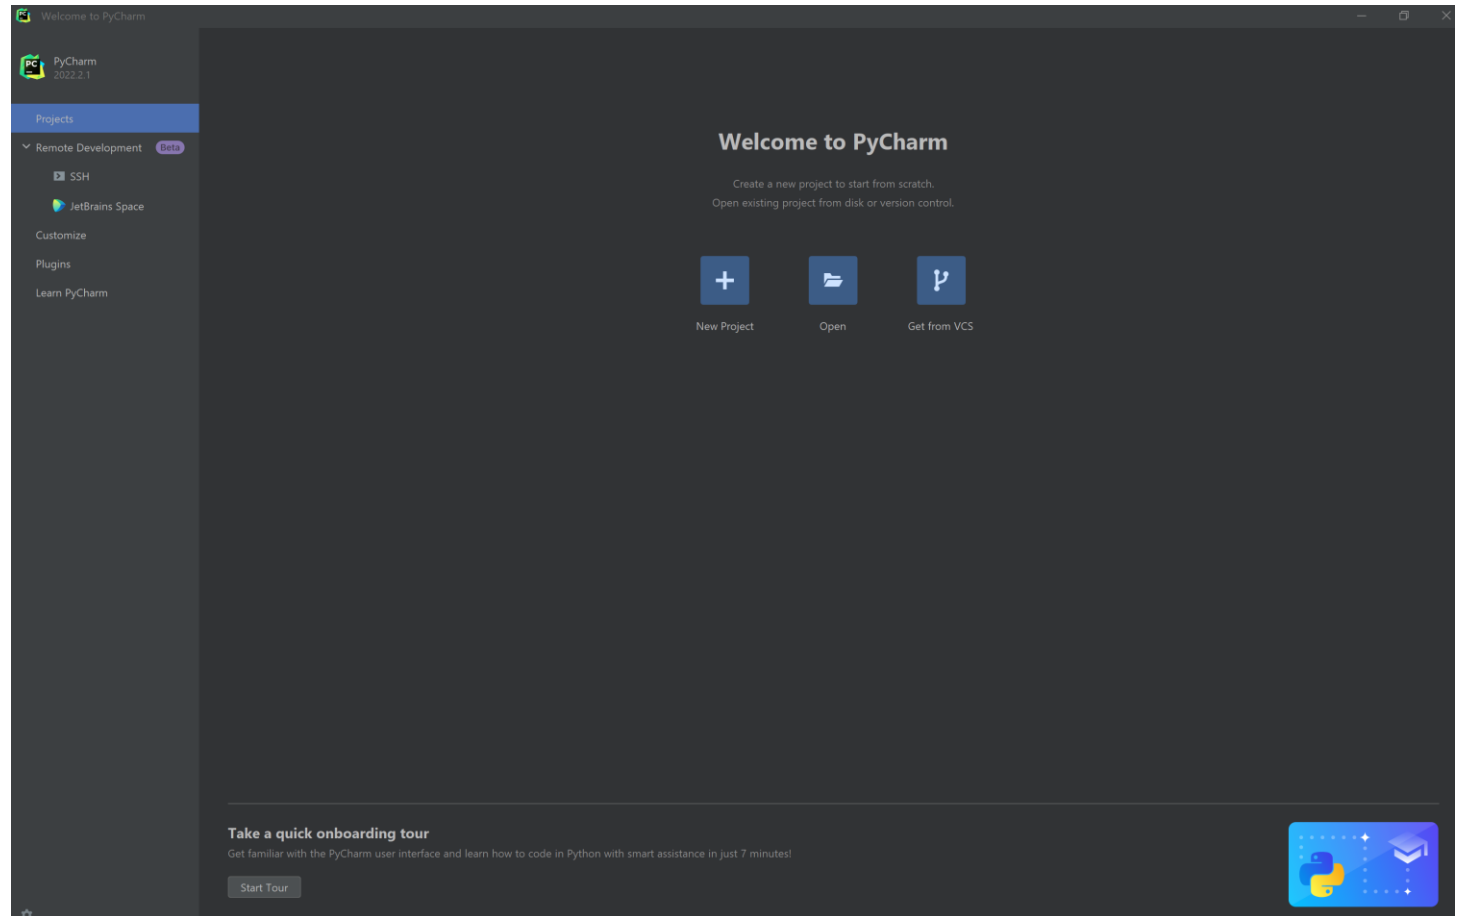 Welcome to PyCharm
PC
PyCharm
2022.2.1
Projects
Remote Development Beta
SSH
JetBrains Space
Customize
Plugins
Learn PyCharm
Welcome to PyCharm
Create a new project to start from scratch.
Open existing project from disk or version control.
New Project Open Get from VCS
Take a quick onboarding tour
Get familiar with the PyCharm user interface and learn how to code in Python with smart assistance in just 7 minutes!
Start Tour